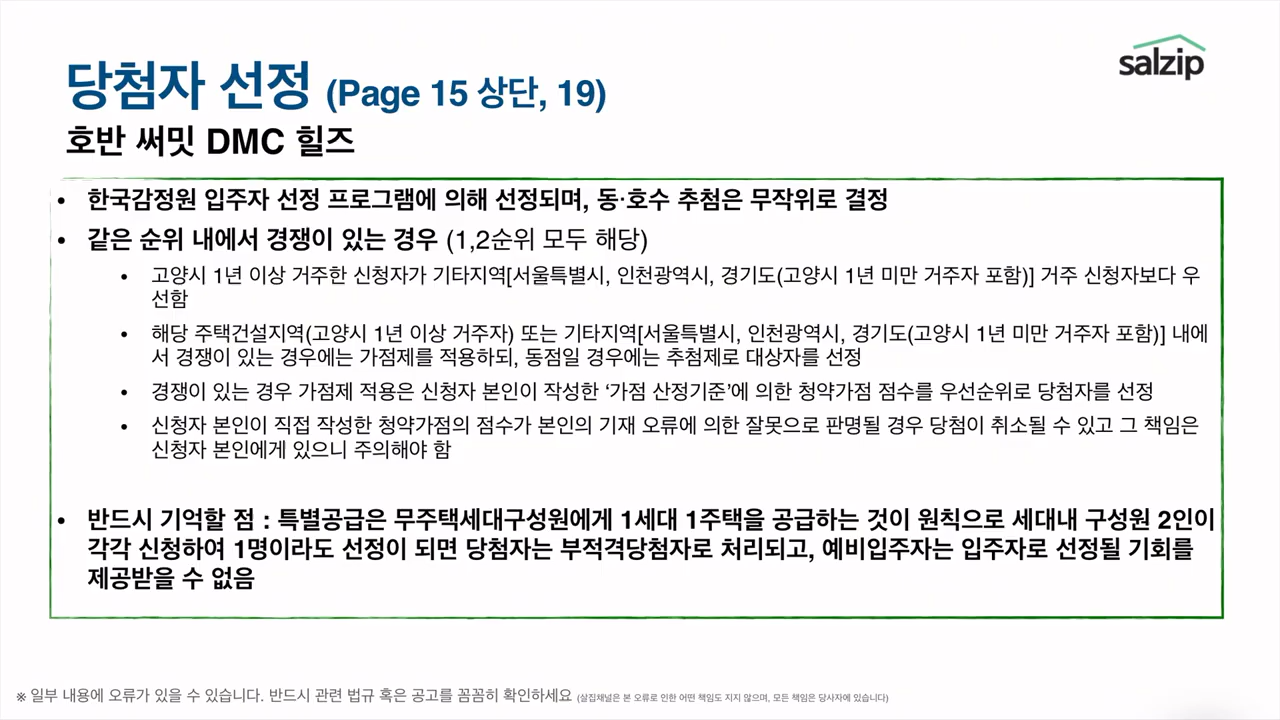 salzip
당첨자 선정 (Page 15 상단, 19)
호반 써밋 DMC 힐즈
• 한국감정원 입주자 선정 프로그램에 의해 선정되며, 동·호수 추첨은 무작위로 결정
• 같은 순위 내에서 경쟁이 있는 경우 (1,2순위 모두 해당)
• 고양시 1년 이상 거주한 신청자가 기타지역[서울특별시, 인천광역시, 경기도(고양시 1년 미만 거주자 포함)] 거주 신청자보다 우
선함
• 해당 주택건설지역(고양시 1년 이상 거주자) 또는 기타지역[서울특별시, 인천광역시, 경기도(고양시 1년 미만 거주자 포함)] 내에
서 경쟁이 있는 경우에는 가점제를 적용하되, 동점일 경우에는 추첨제로 대상자를 선정
• 경쟁이 있는 경우 가점제 적용은 신청자 본인이 작성한 ‘가점 산정기준’에 의한 청약가점 점수를 우선순위로 당첨자를 선정
• 신청자 본인이 직접 작성한 청약가점의 점수가 본인의 기재 오류에 의한 잘못으로 판명될 경우 당첨이 취소될 수 있고 그 책임은
신청자 본인에게 있으니 주의해야 함
• 반드시 기억할 점 : 특별공급은 무주택세대구성원에게 1세대 1주택을 공급하는 것이 원칙으로 세대내 구성원 2인이
각각 신청하여 1명이라도 선정이 되면 당첨자는 부적격당첨자로 처리되고, 예비입주자는 입주자로 선정될 기회를
제공받을 수 없음
※ 일부 내용에 오류가 있을 수 있습니다. 반드시 관련 법규 혹은 공고를 꼼꼼히 확인하세요 (살집채널은 본 오류로 인한 어떤 책임도 지지 않으며, 모든 책임은 당사자에 있습니다)